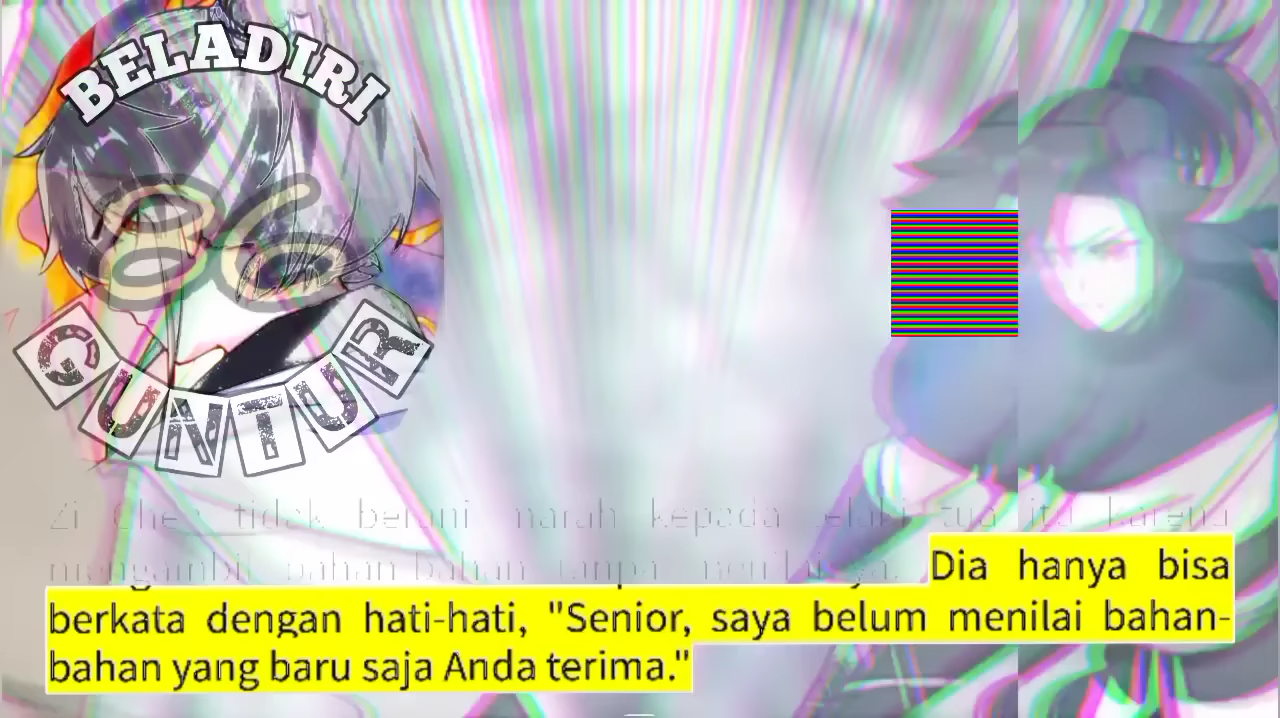 BELADIRI
86
GUNTUR
Zi Chen tidak berani marah kepada lelaki tua itu karena
mengambil bahan-bahan tanpa menilainya. Dia hanya bisa
berkata dengan hati-hati, "Senior, saya belum menilai bahan-
bahan yang baru saja Anda terima."